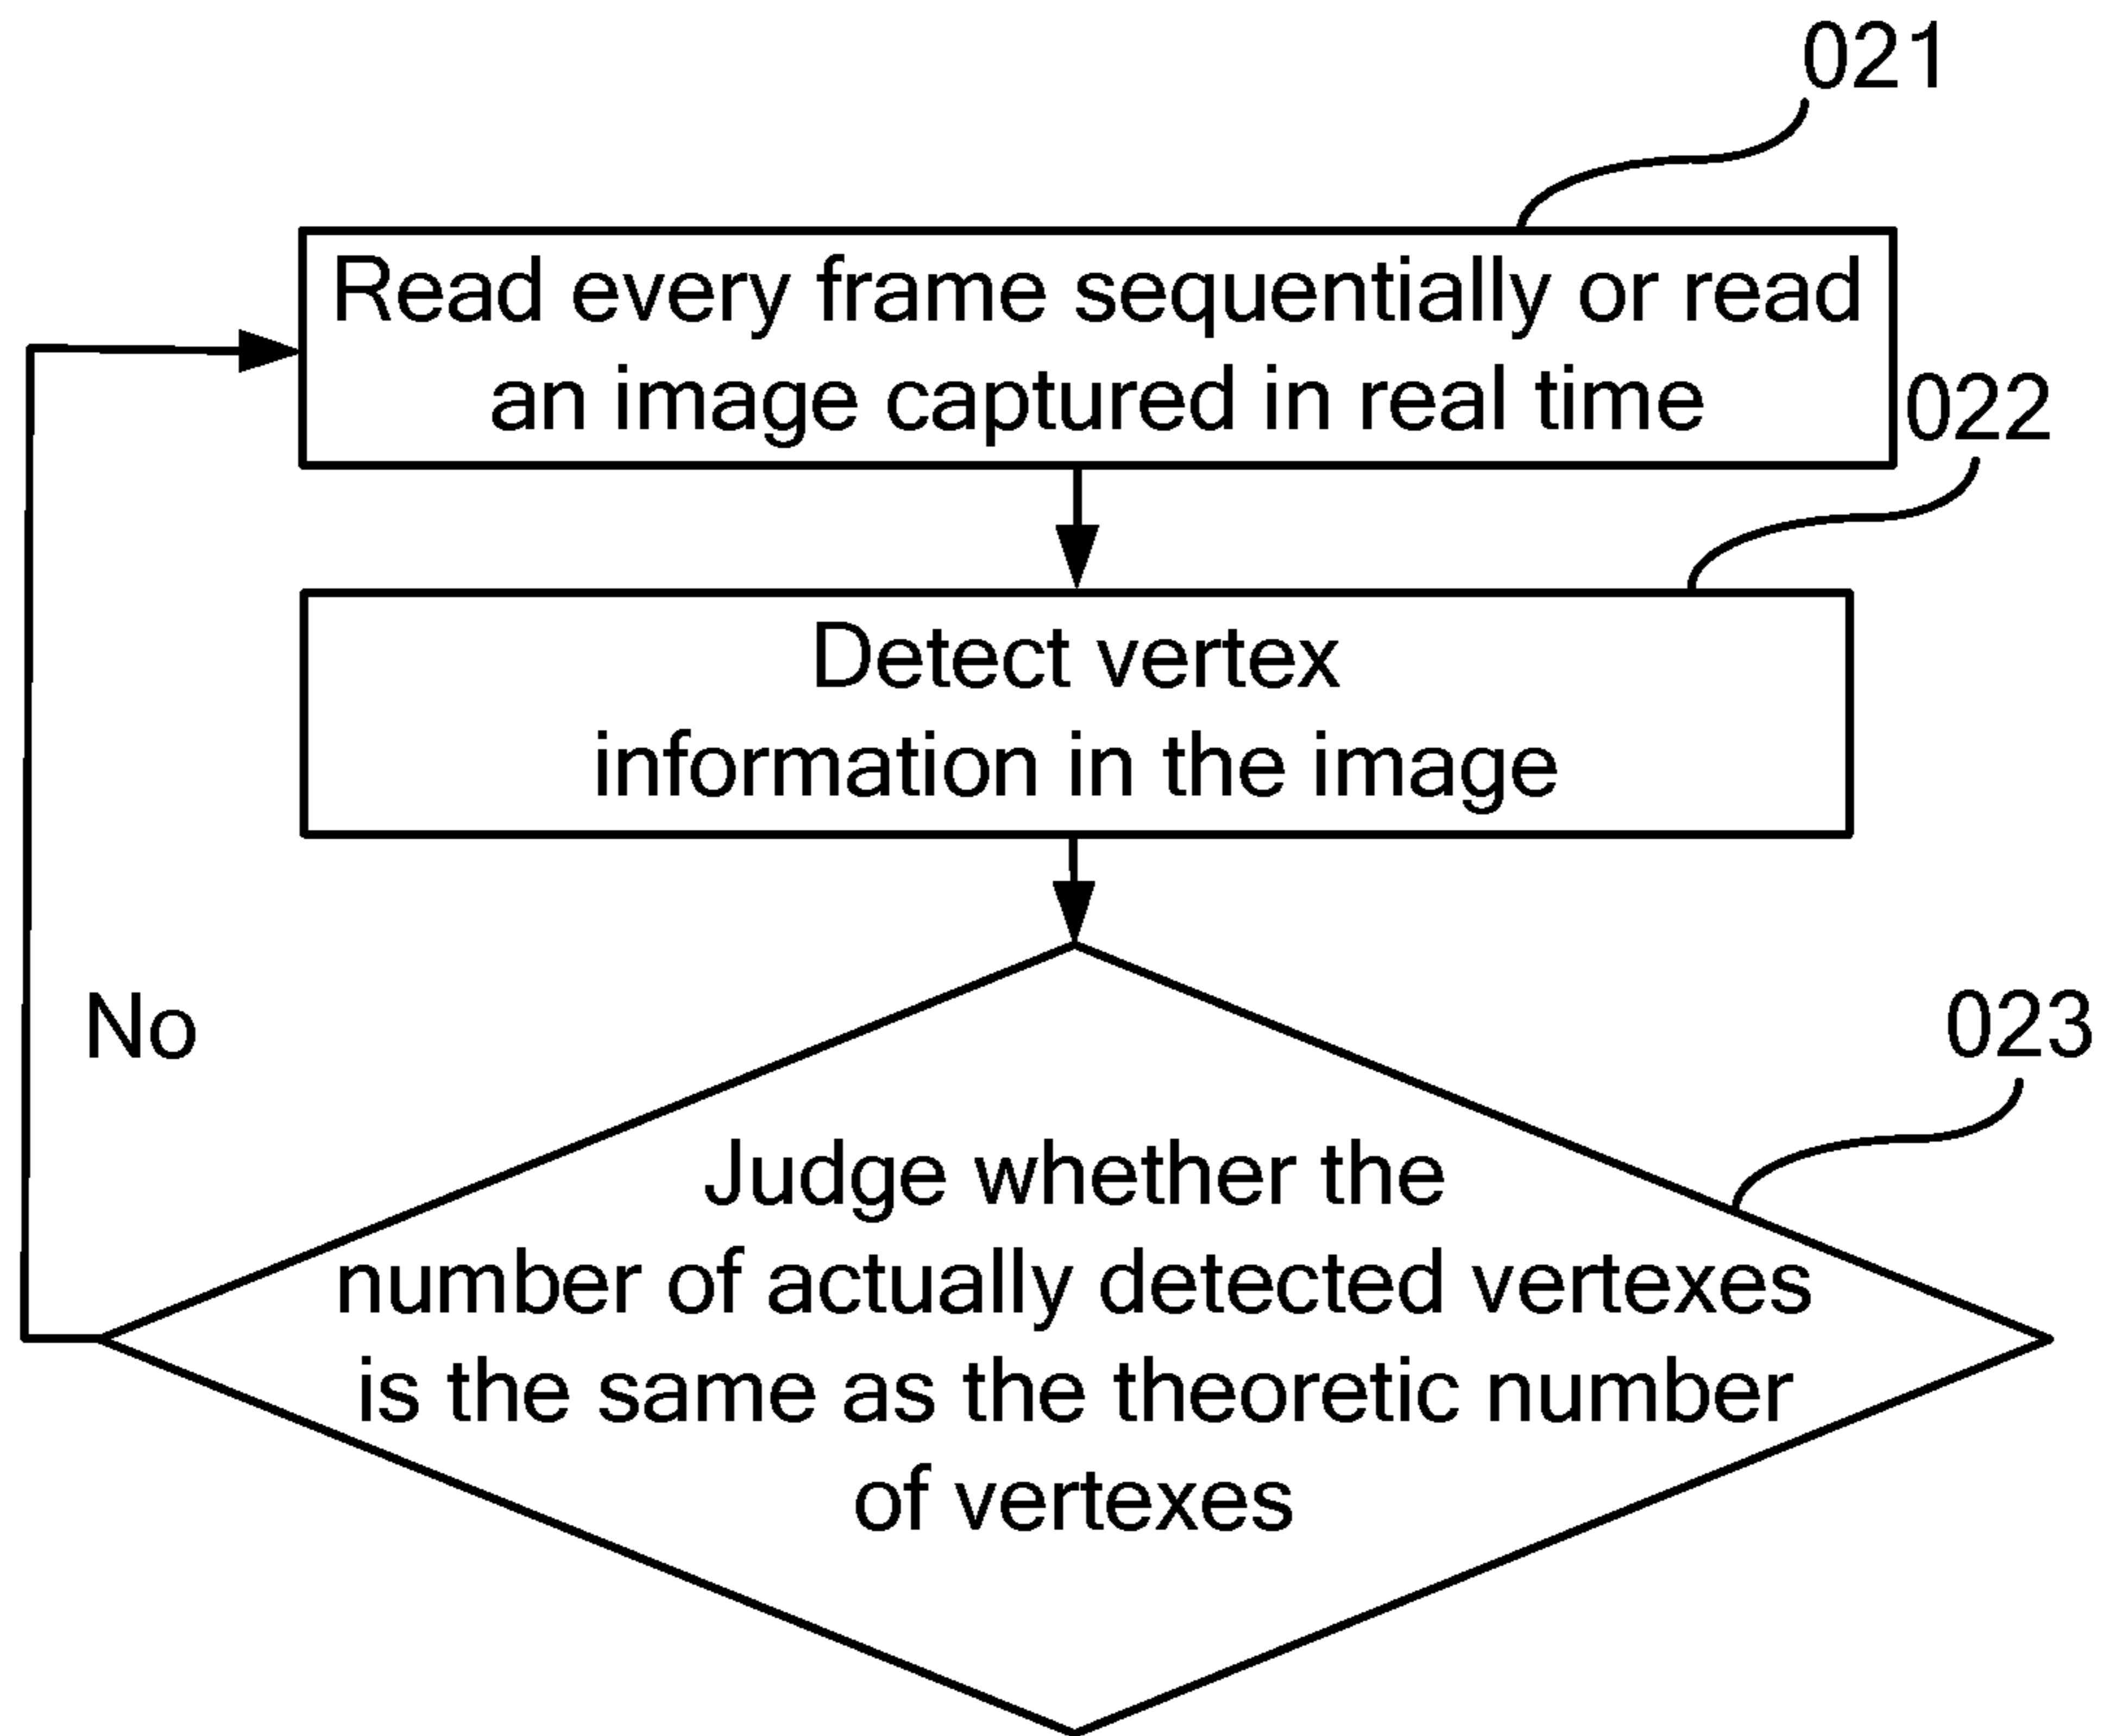 021
Read every frame sequentially or read
an image captured in real time
022
Detect vertex
information in the image
No
023
Judge whether the
number of actually detected vertexes
is the same as the theoretic number
of vertexes